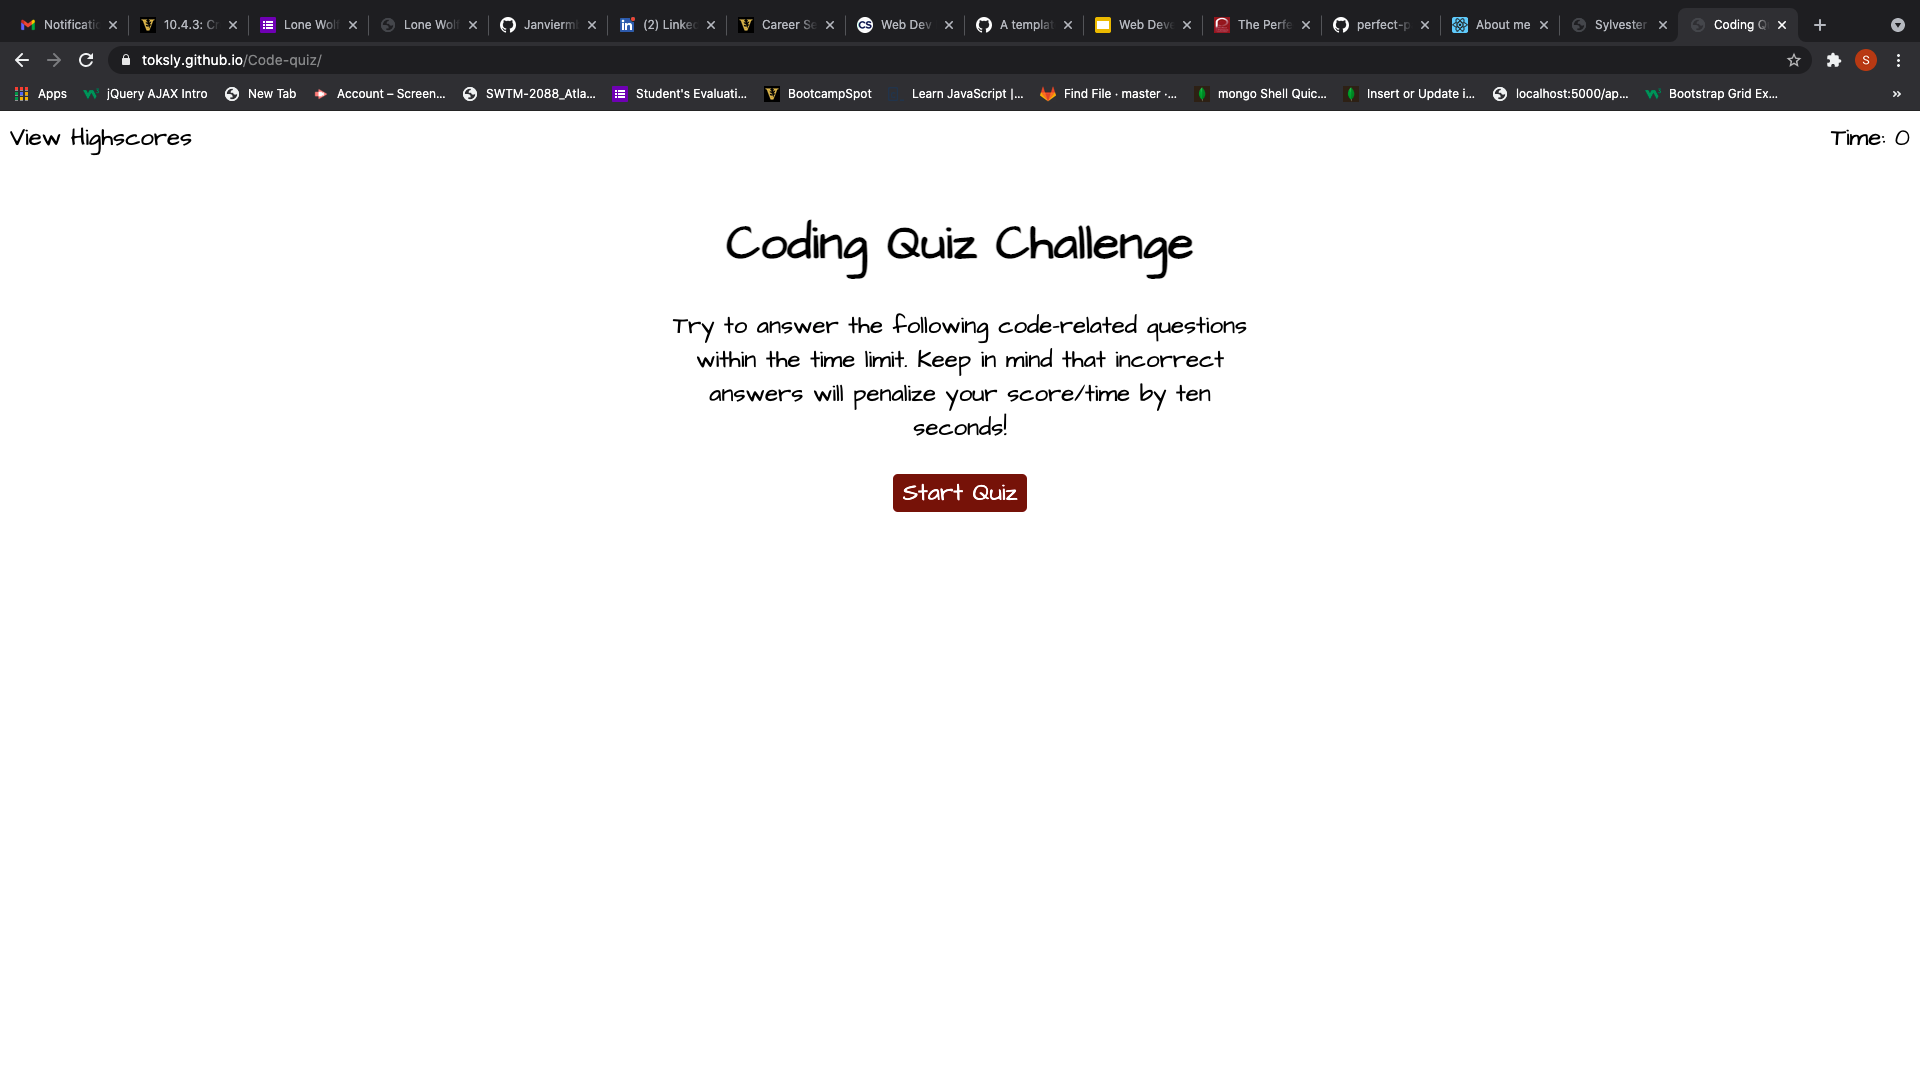 Notificatic
10.4.3: Cr
Lone Wolf
Lone Wolf
Janvierm
(2) Linked
Career Se
Web Dev
A templat
Web Deve
The Perfe
perfect-p
About me
Sylvester
Coding Q
toksly.github.io/Code-quiz/
S
Apps
jQuery AJAX Intro
New Tab
Account – Screen...
SWTM-2088_Atla...
Student's Evaluati...
BootcampSpot
Learn JavaScript |...
Find File · master ·...
mongo Shell Quic...
Insert or Update i...
localhost:5000/ap...
Bootstrap Grid Ex...
»
View Highscores
Time: 0
Coding Quiz Challenge
Try to answer the following code-related questions
within the time limit. Keep in mind that incorrect
answers will penalize your score/time by ten
seconds!
Start Quiz